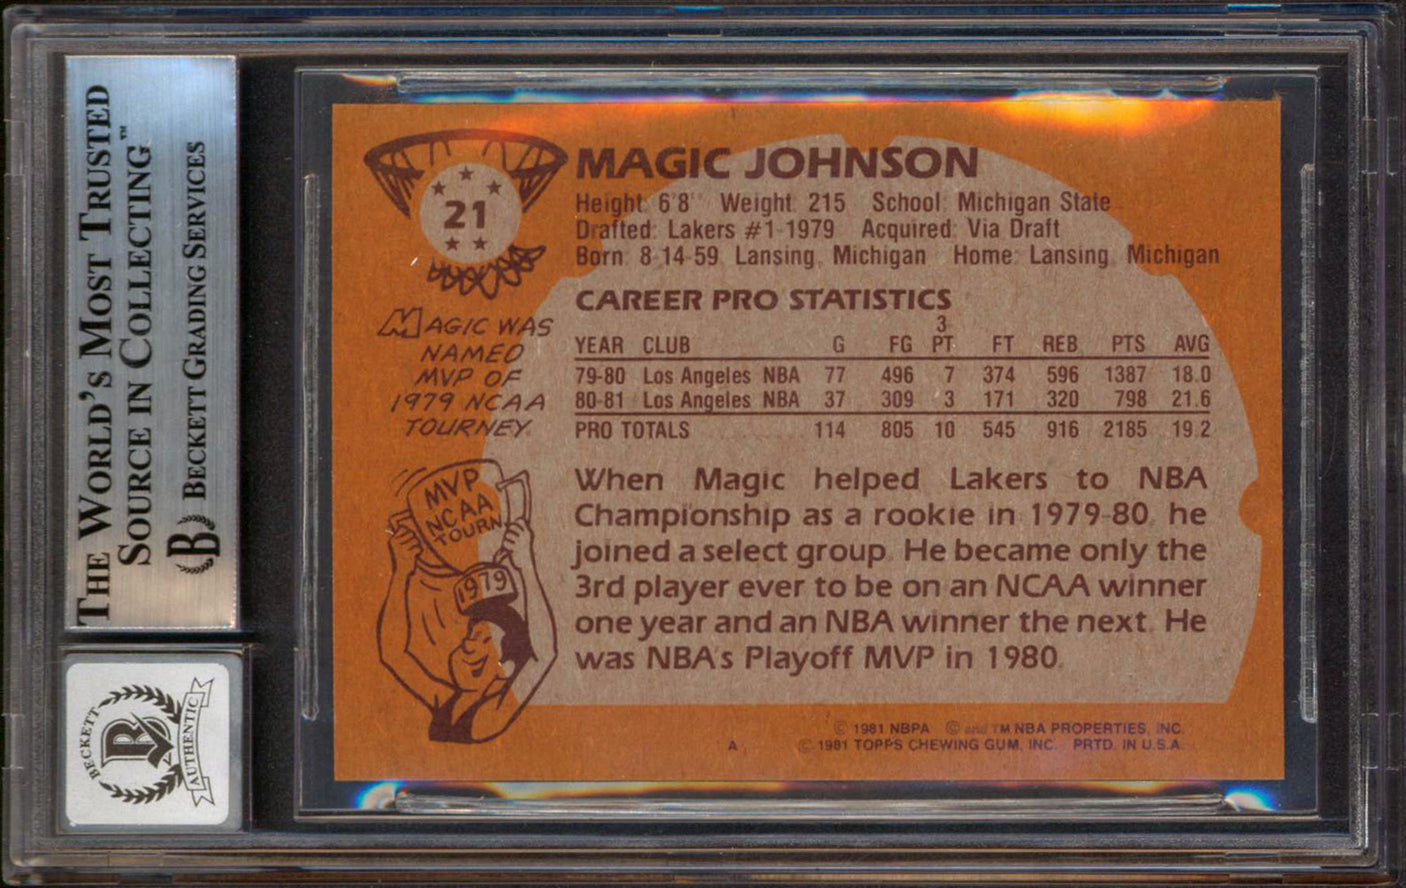 THE WORLD'S MOST TRUSTED
SOURCE IN COLLECTING™
BECKETT GRADING SERVICES
B
BECKETT
B
AUTHENTIC
21
MAGIC JOHNSON
Height: 6'8" Weight: 215 School: Michigan State
Drafted: Lakers #1-1979 Acquired: Via Draft
Born: 8-14-59 Lansing, Michigan Home: Lansing, Michigan
MAGIC WAS
NAMED
MVP OF
1979 NCAA
TOURNEY.
MVP
NCAA
TOURN
1979
CAREER PRO STATISTICS
YEAR CLUB G FG 3 PT FT REB PTS AVG
79-80 Los Angeles NBA 77 496 7 374 596 1387 18.0
80-81 Los Angeles NBA 37 309 3 171 320 798 21.6
PRO TOTALS 114 805 10 545 916 2185 19.2
When Magic helped Lakers to NBA
Championship as a rookie in 1979-80, he
joined a select group. He became only the
3rd player ever to be on an NCAA winner
one year and an NBA winner the next. He
was NBA's Playoff MVP in 1980.
© 1981 NBPA © and TM NBA PROPERTIES, INC.
A © 1981 TOPPS CHEWING GUM, INC. PRTD. IN U.S.A.